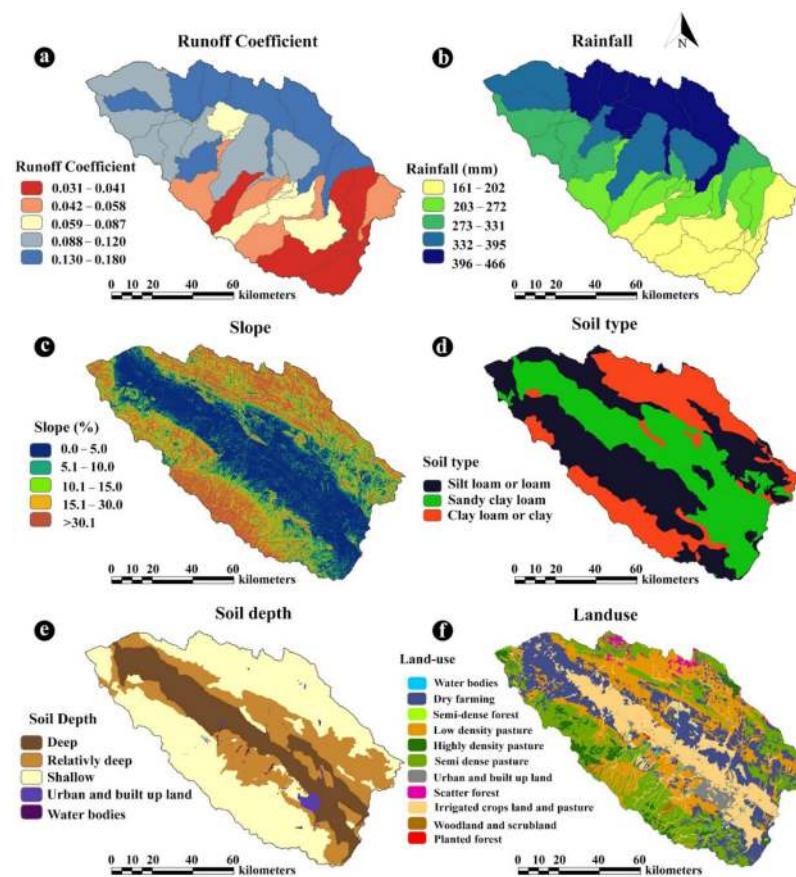 a
Runoff Coefficient
Runoff Coefficient
0.031 – 0.041
0.042 – 0.058
0.059 – 0.087
0.088 – 0.120
0.130 – 0.180
0 10 20 40 60
kilometers
b
Rainfall
N
Rainfall (mm)
161 – 202
203 – 272
273 – 331
332 – 395
396 – 466
0 10 20 40 60
kilometers
c
Slope
Slope (%)
0.0 – 5.0
5.1 – 10.0
10.1 – 15.0
15.1 – 30.0
>30.1
0 10 20 40 60
kilometers
d
Soil type
Soil type
Silt loam or loam
Sandy clay loam
Clay loam or clay
0 10 20 40 60
kilometers
e
Soil depth
Soil Depth
Deep
Relativly deep
Shallow
Urban and built up land
Water bodies
0 10 20 40 60
kilometers
f
Landuse
Land-use
Water bodies
Dry farming
Semi-dense forest
Low density pasture
Highly density pasture
Semi dense pasture
Urban and built up land
Scatter forest
Irrigated crops land and pasture
Woodland and scrubland
Planted forest
0 10 20 40 60
kilometers